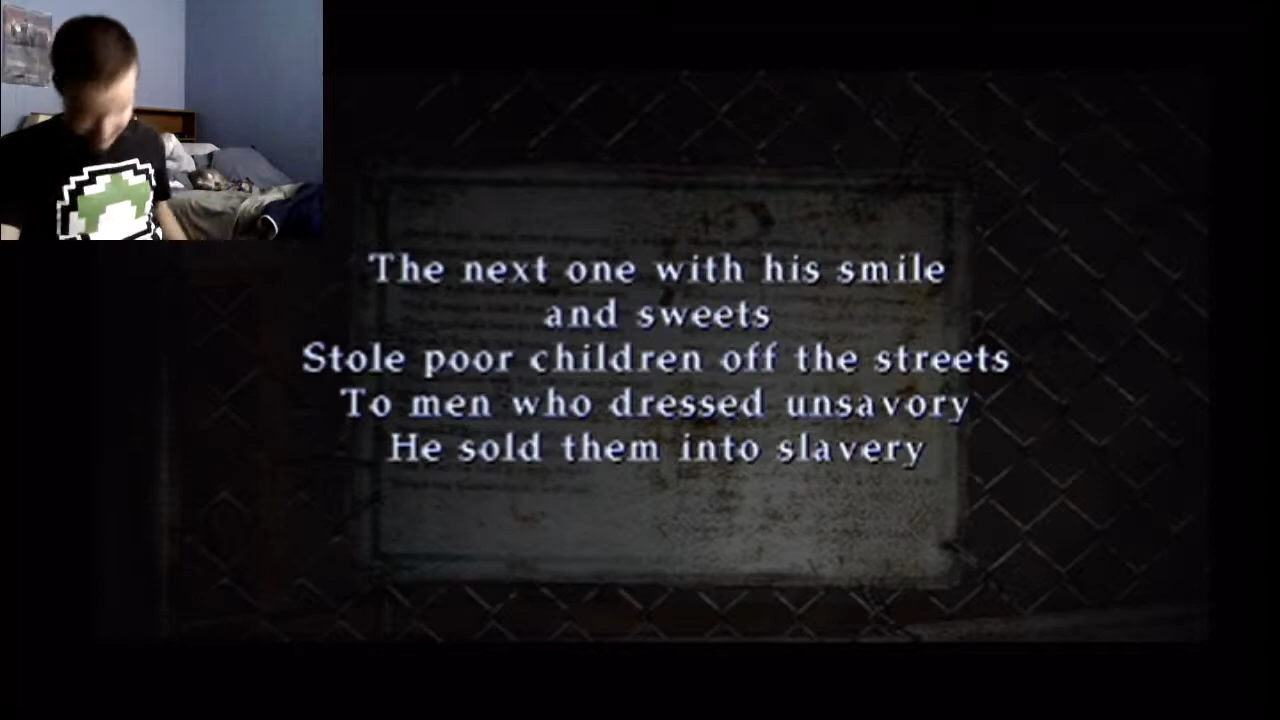 The next one with his smile
and sweets
Stole poor children off the streets
To men who dressed unsavory
He sold them into slavery